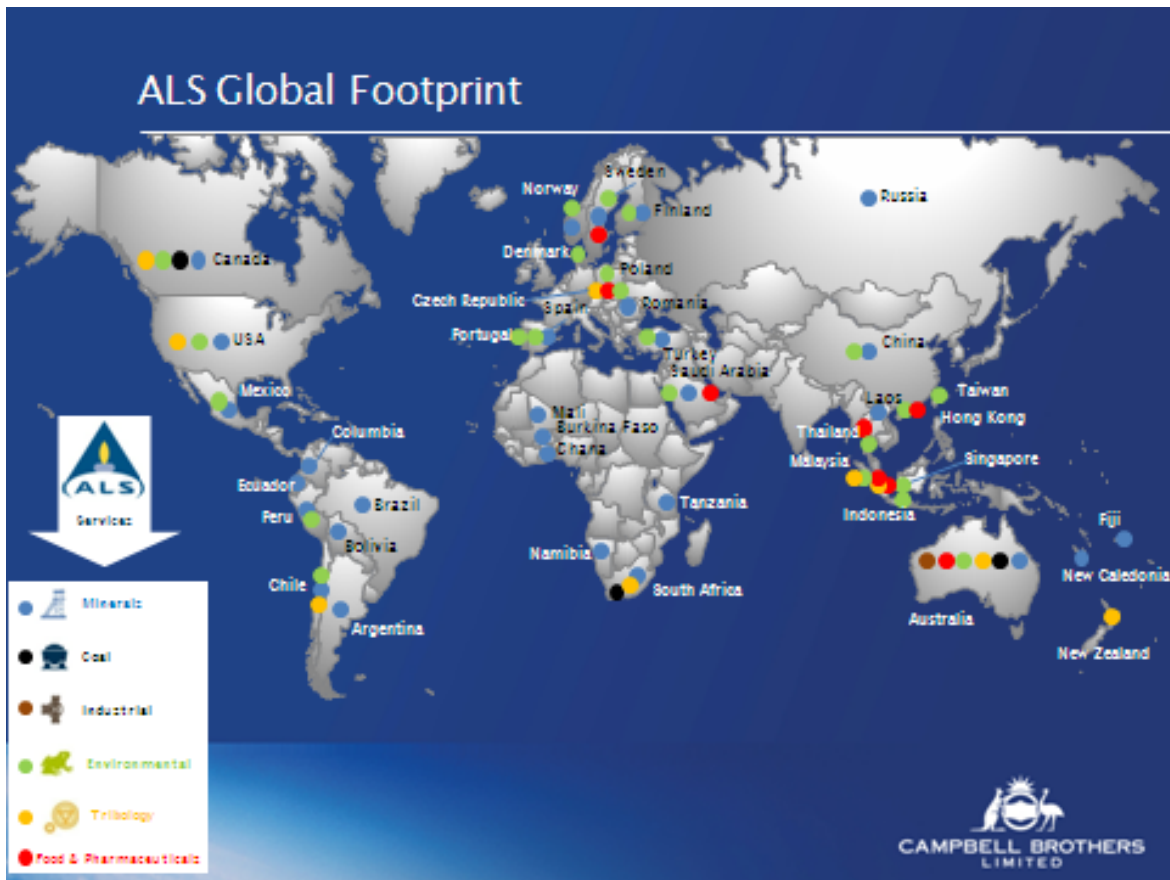 ALS Global Footprint
Sweden
Norway
Russia
Finland
Denmark
Canada
Poland
Czech Republic
Spain
Romania
Portugal
USA
China
Turkey
Saudi Arabia
Mexico
Taiwan
Laos
Mali
Hong Kong
Burkina Faso
Columbia
Thailand
Ghana
Singapore
Malaysia
Ecuador
Brazil
Tanzania
Indonesia
Peru
Fiji
Bolivia
Namibia
New Caledonia
Chile
South Africa
Australia
Argentina
New Zealand
ALS
Services
Minerals
Coal
Industrial
Environmental
Tribology
Food & Pharmaceuticals
CAMPBELL BROTHERS
LIMITED